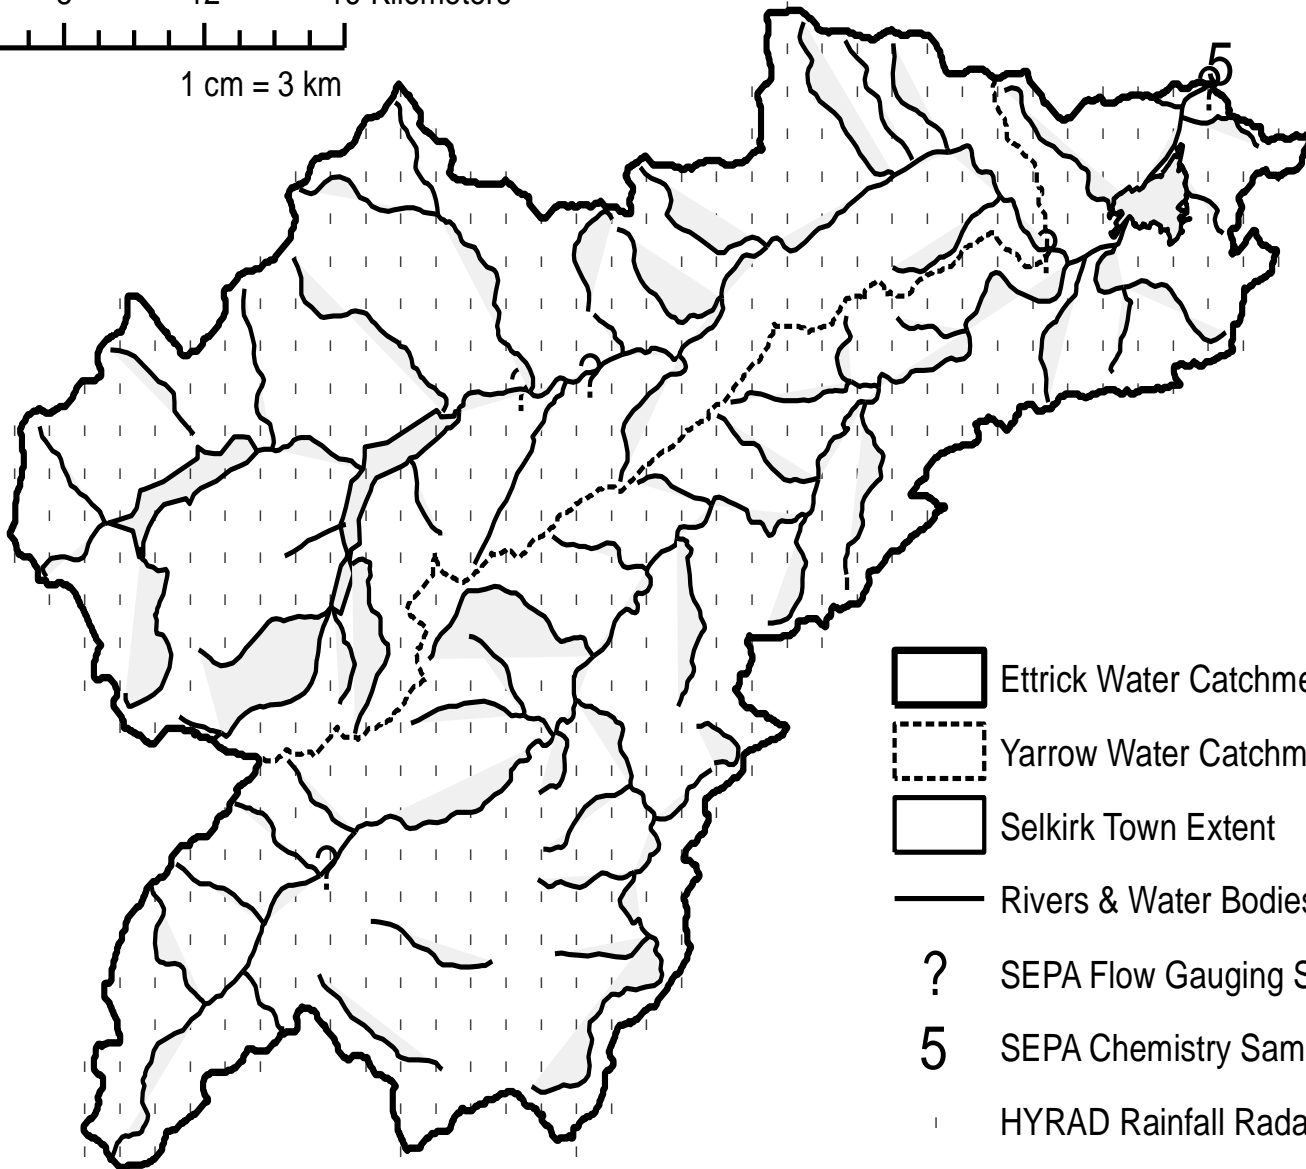 1 cm = 3 km
5
?
?
?
?
Ettrick Water Catchme
Yarrow Water Catchm
Selkirk Town Extent
Rivers & Water Bodies
? SEPA Flow Gauging S
5 SEPA Chemistry Sam
HYRAD Rainfall Rada